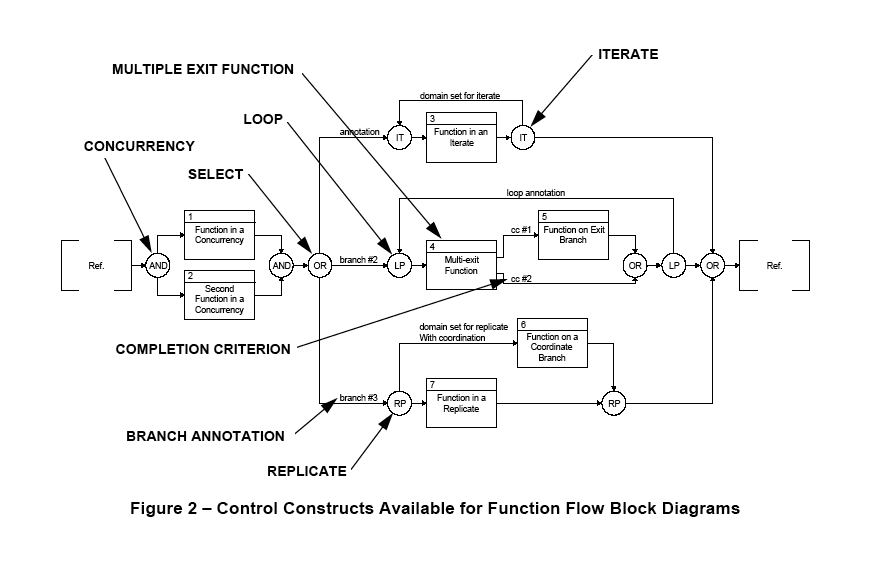 ITERATE
MULTIPLE EXIT FUNCTION
domain set for iterate
LOOP
3
annotation
IT
Function in an
Iterate
IT
CONCURRENCY
SELECT
loop annotation
1
Function in a
Concurrency
5
cc #1
Function on Exit
Branch
4
Ref.
AND
AND
OR
branch #2
LP
Multi-exit
Function
OR
LP
OR
Ref.
2
Second
Function in a
Concurrency
cc #2
domain set for replicate
With coordination
6
Function on a
Coordinate
Branch
COMPLETION CRITERION
7
branch #3
RP
Function in a
Replicate
RP
BRANCH ANNOTATION
REPLICATE
Figure 2 – Control Constructs Available for Function Flow Block Diagrams